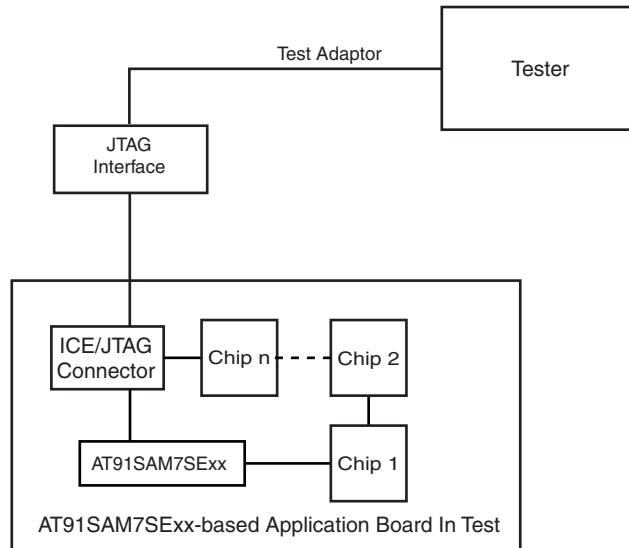 Test Adaptor
Tester
JTAG
Interface
ICE/JTAG
Connector
Chip n
Chip 2
AT91SAM7SExx
Chip 1
AT91SAM7SExx-based Application Board In Test